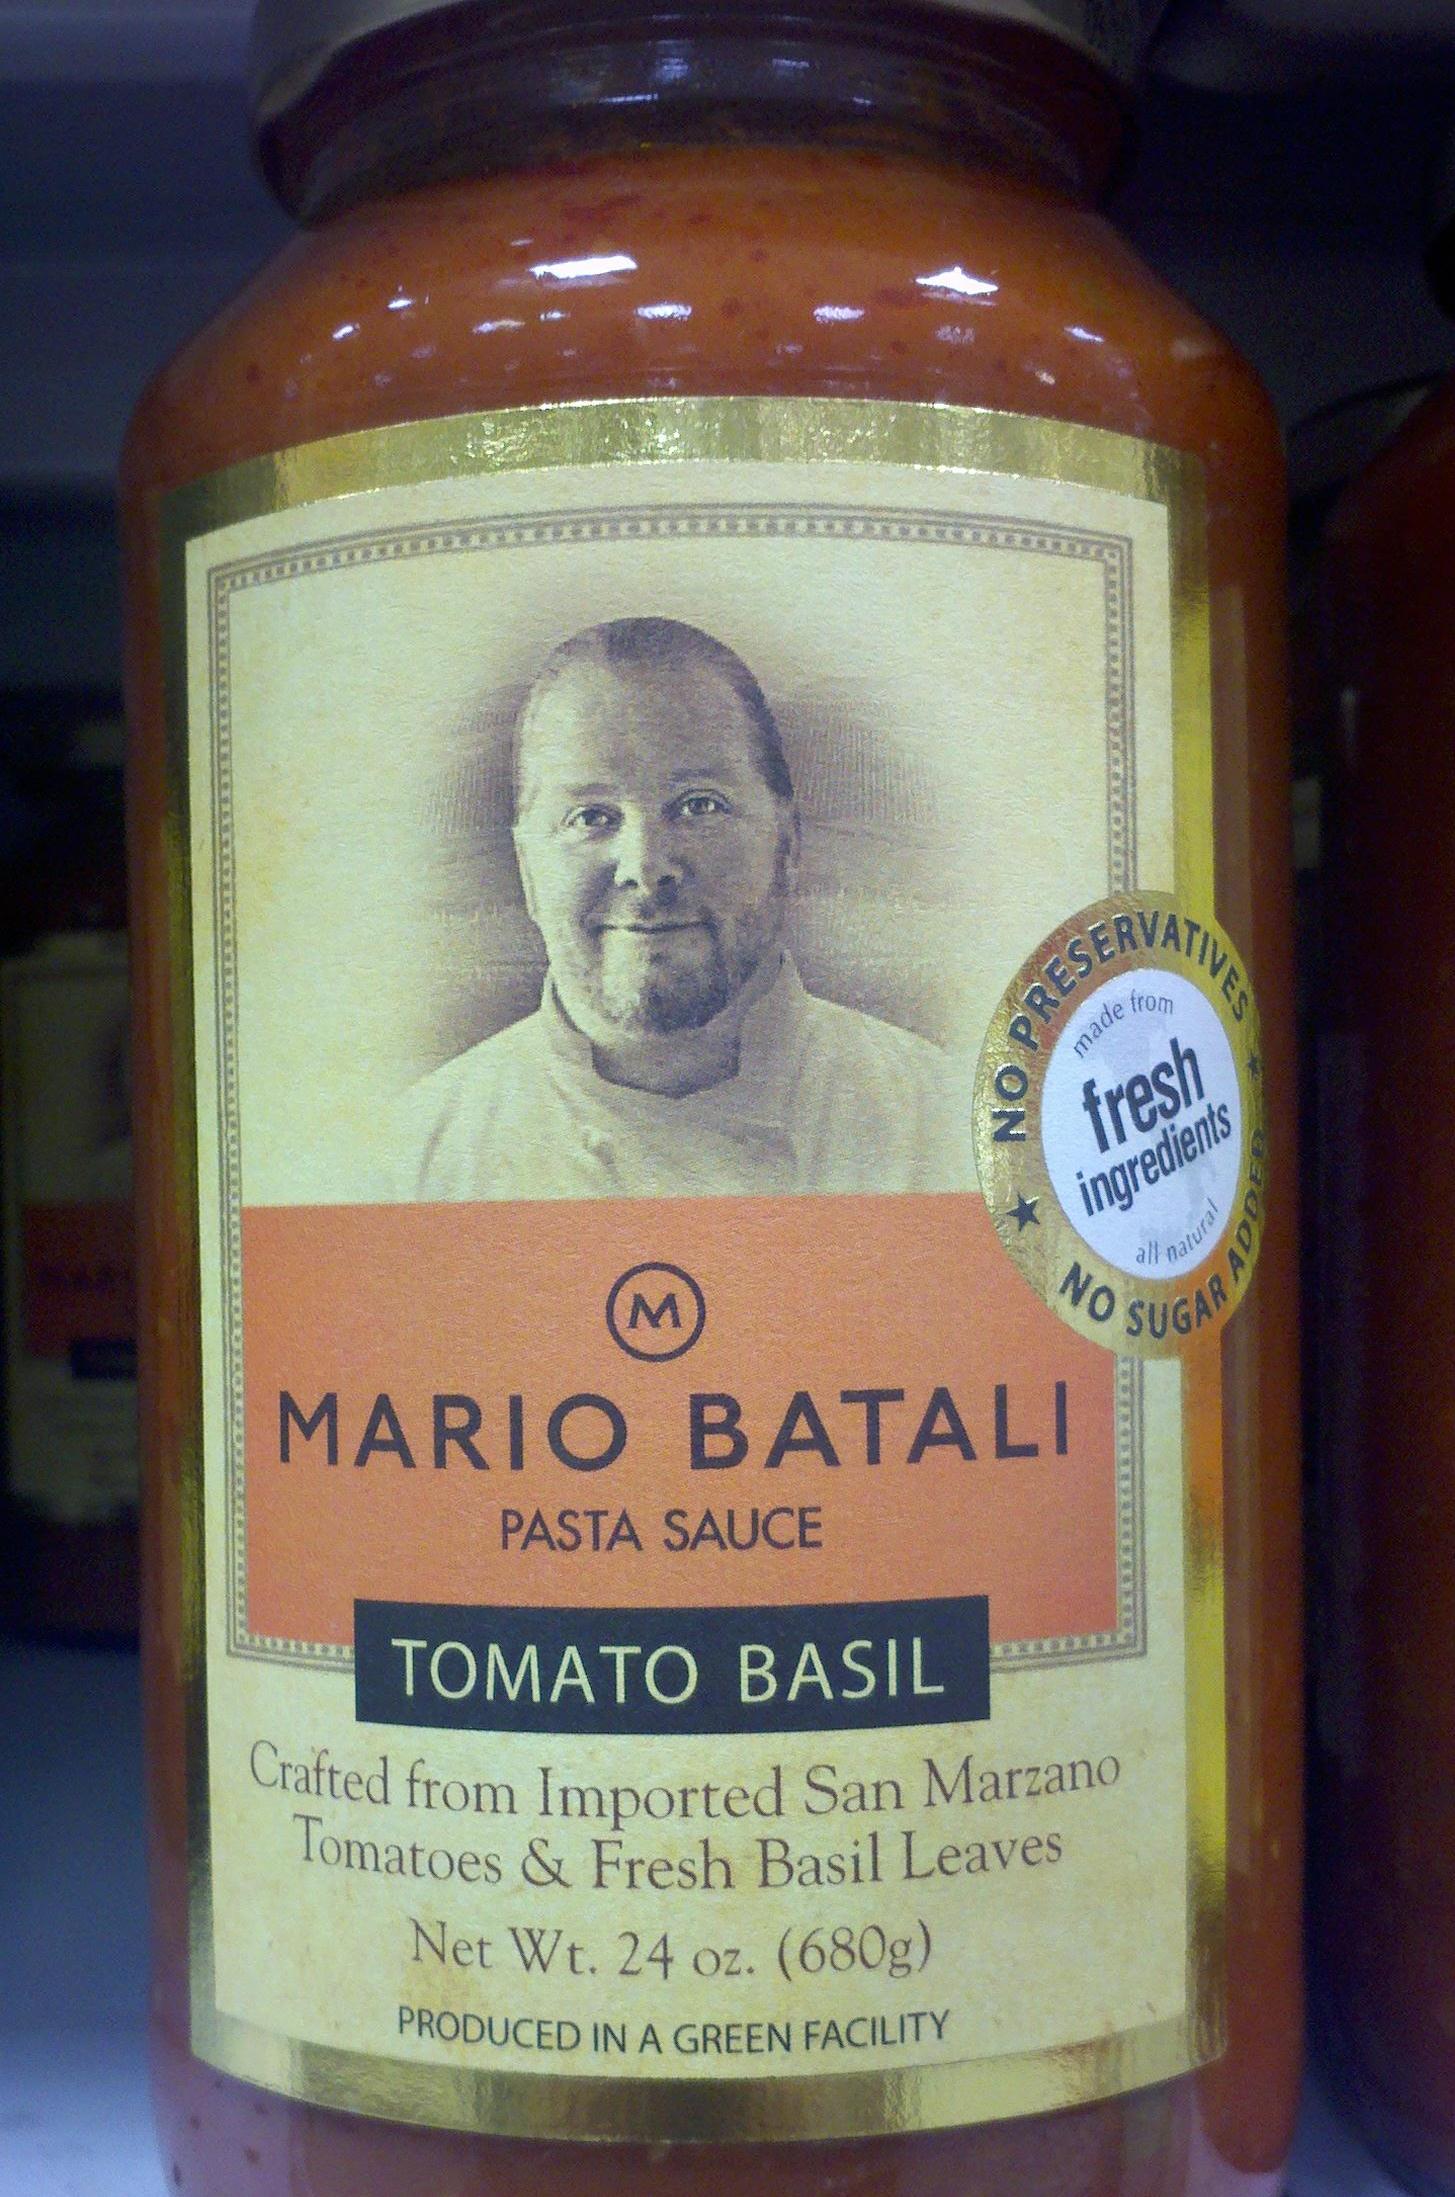 NO PRESERVATIVES
made from
fresh
ingredients
all natural
NO SUGAR ADDED
M
MARIO BATALI
PASTA SAUCE
TOMATO BASIL
Crafted from Imported San Marzano
Tomatoes & Fresh Basil Leaves
Net Wt. 24 oz. (680g)
PRODUCED IN A GREEN FACILITY